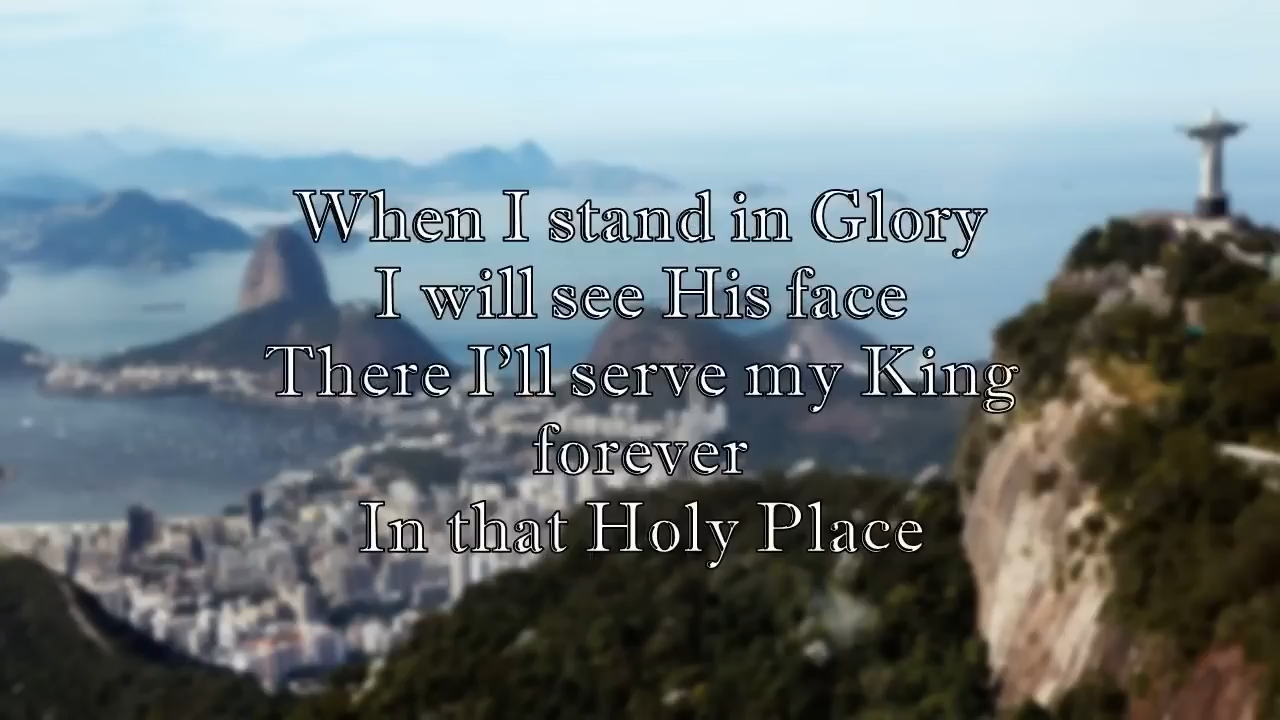 When I stand in Glory
I will see His face
There I’ll serve my King
forever
In that Holy Place